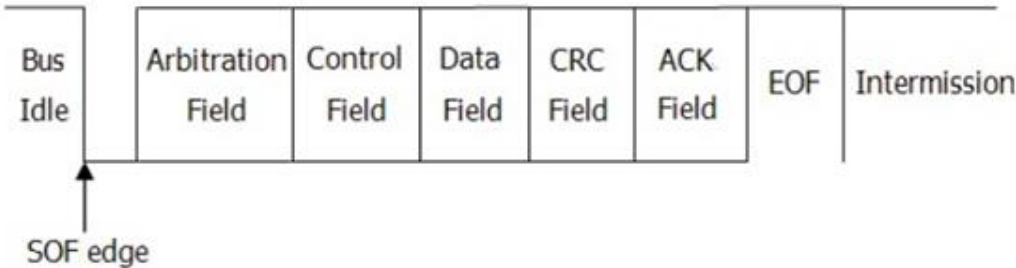 Bus
Idle
Arbitration
Field
Control
Field
Data
Field
CRC
Field
ACK
Field
EOF
Intermission
SOF edge